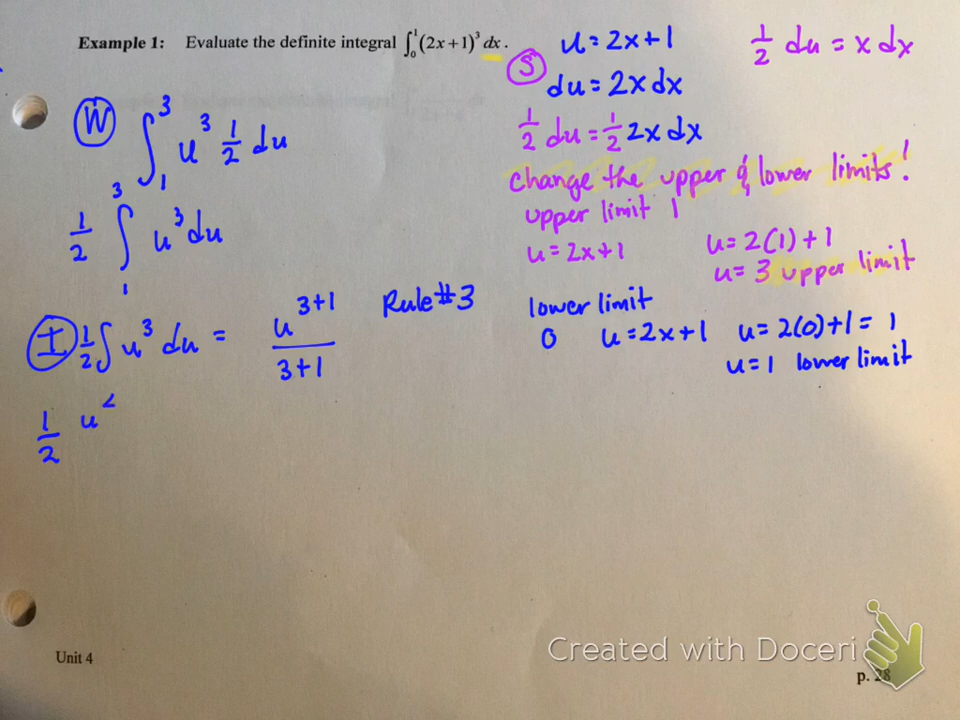 Example 1: Evaluate the definite integral ∫₀¹(2x+1)³ dx.
Ⓦ ∫₁³ u³ ½ du
½ ∫₁³ u³ du
Ⓘ ½∫ u³ du = u³⁺¹/(3+1) Rule #3
½ u⁴
Ⓢ u = 2x+1
½ du = x dx
du = 2x dx
½ du = ½ 2x dx
change the upper & lower limits!
upper limit 1
u = 2x+1 u = 2(1)+1
u = 3 upper limit
lower limit
0 u = 2x+1 u = 2(0)+1 = 1
u = 1 lower limit
Created with Doceri
Unit 4
p. 28